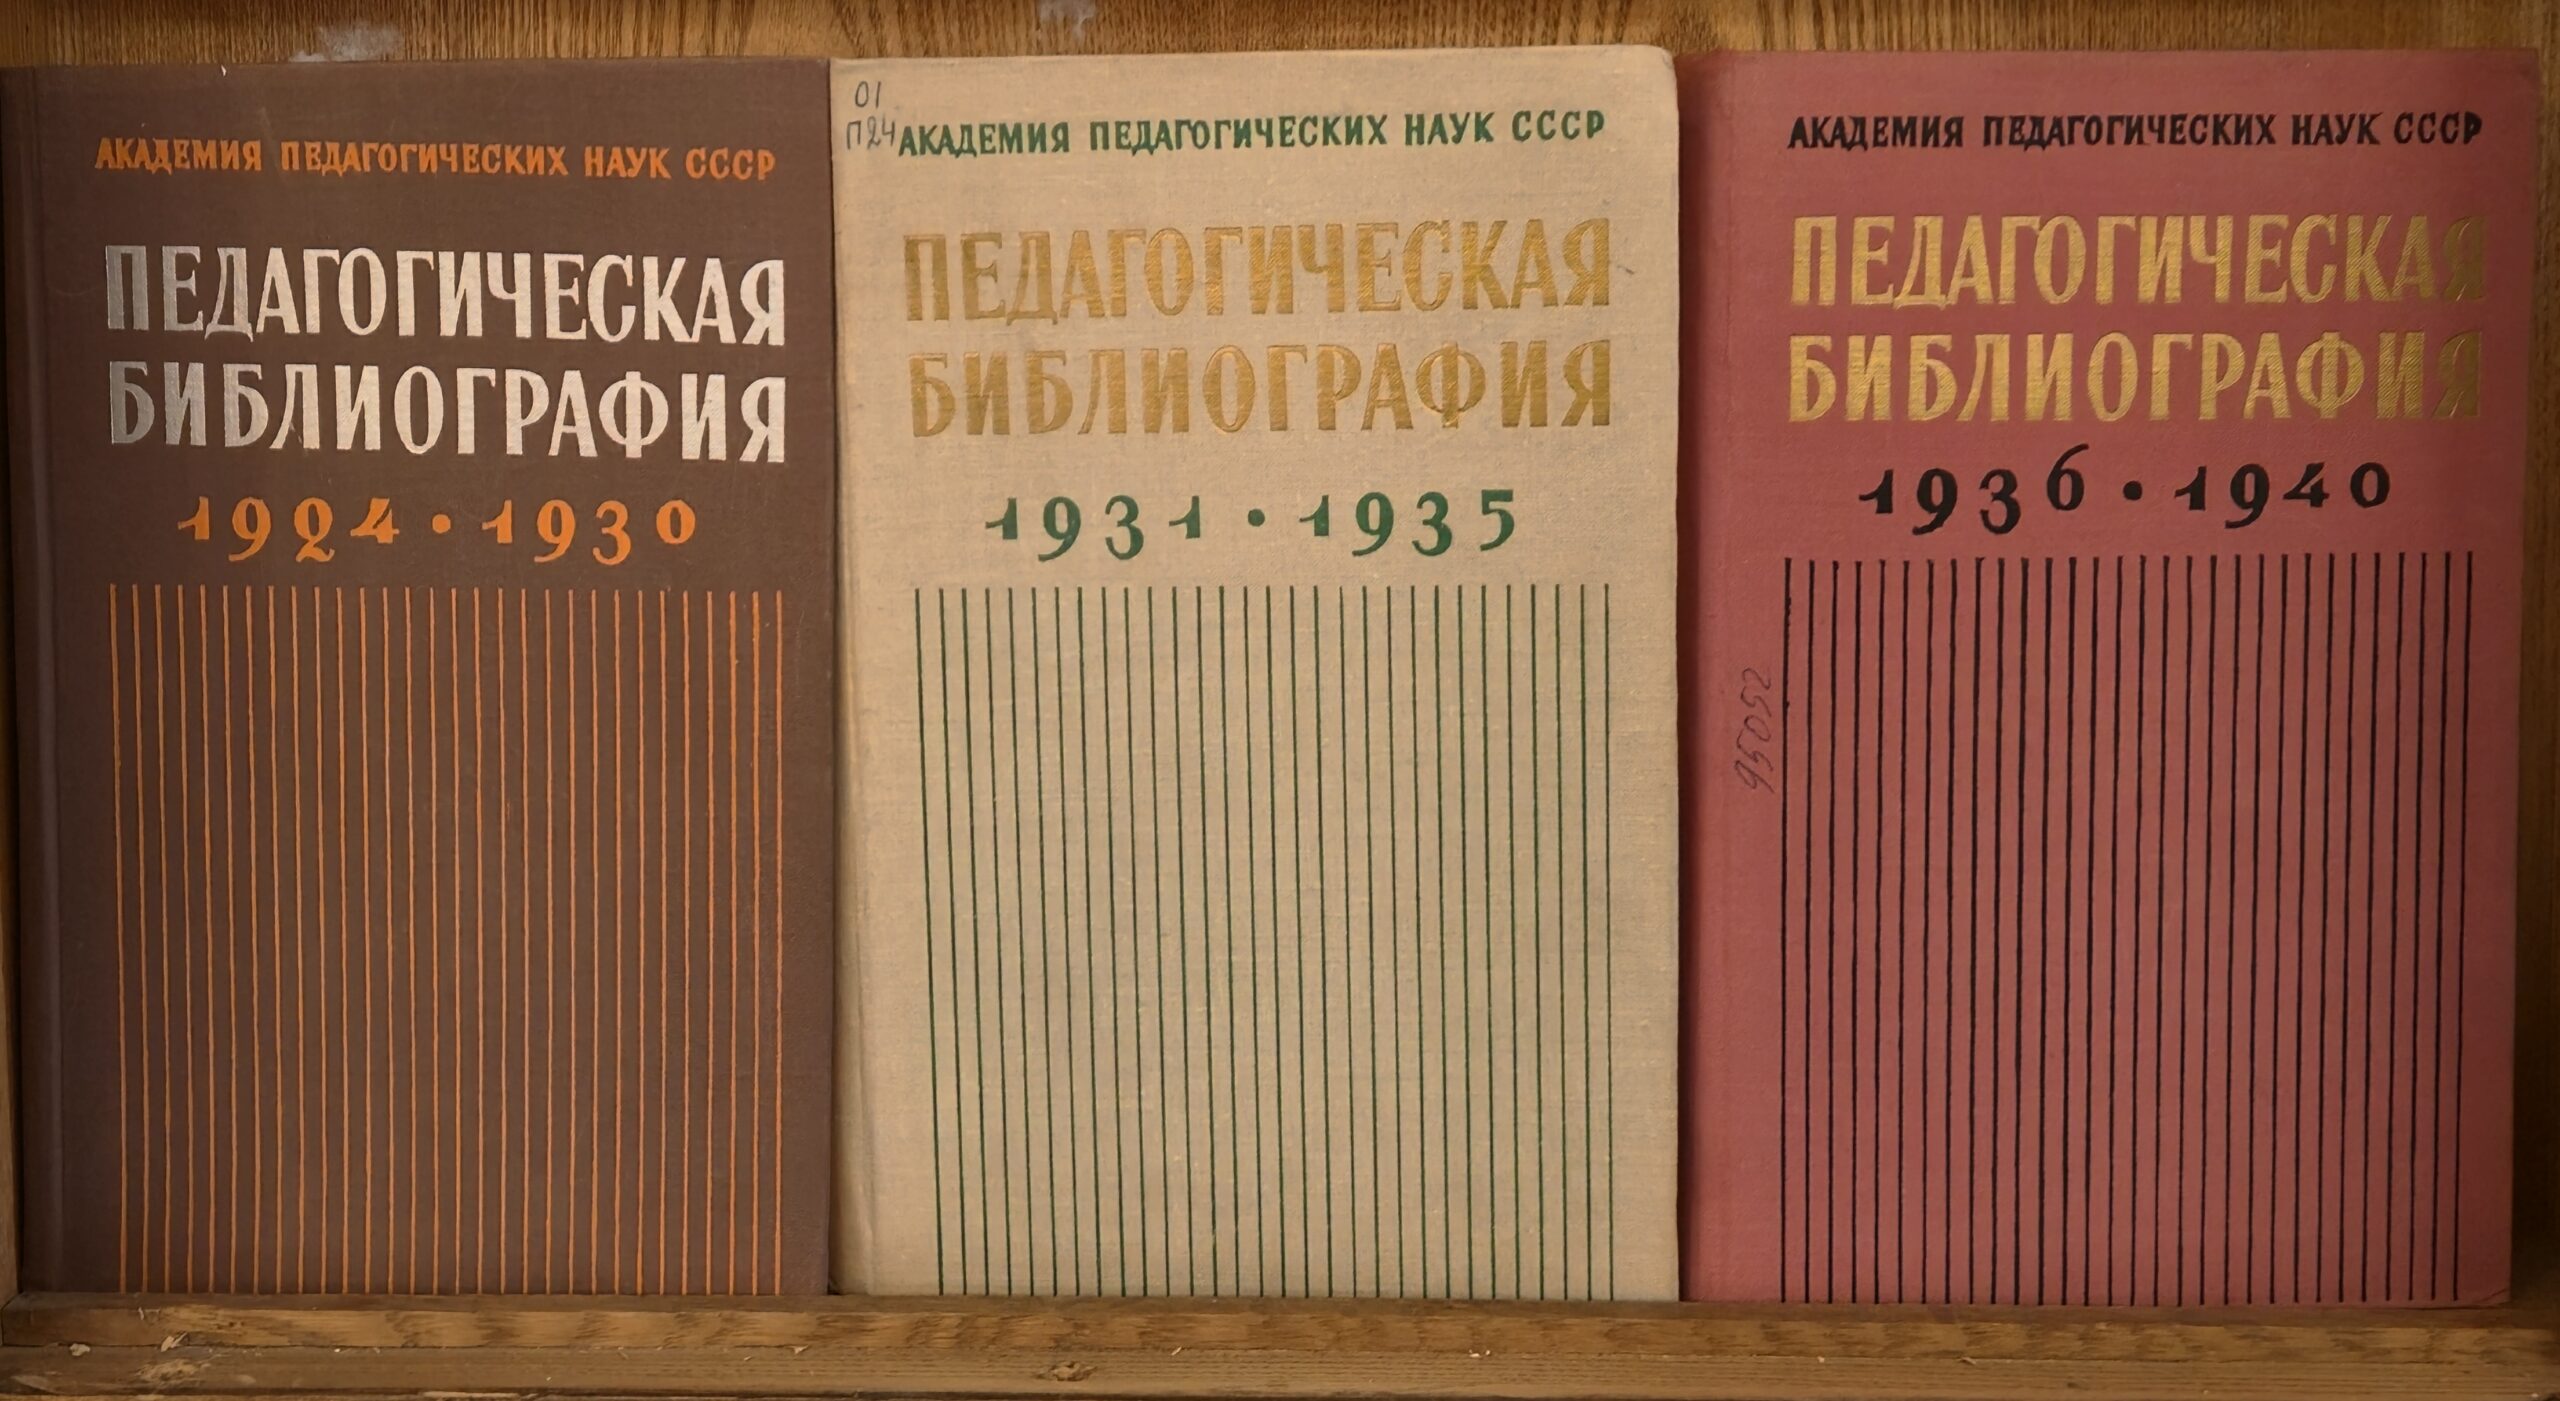 АКАДЕМИЯ ПЕДАГОГИЧЕСКИХ НАУК СССР
ПЕДАГОГИЧЕСКАЯ
БИБЛИОГРАФИЯ
1924 • 1930
01
П24
АКАДЕМИЯ ПЕДАГОГИЧЕСКИХ НАУК СССР
ПЕДАГОГИЧЕСКАЯ
БИБЛИОГРАФИЯ
1931 • 1935
АКАДЕМИЯ ПЕДАГОГИЧЕСКИХ НАУК СССР
ПЕДАГОГИЧЕСКАЯ
БИБЛИОГРАФИЯ
1936 • 1940
95052